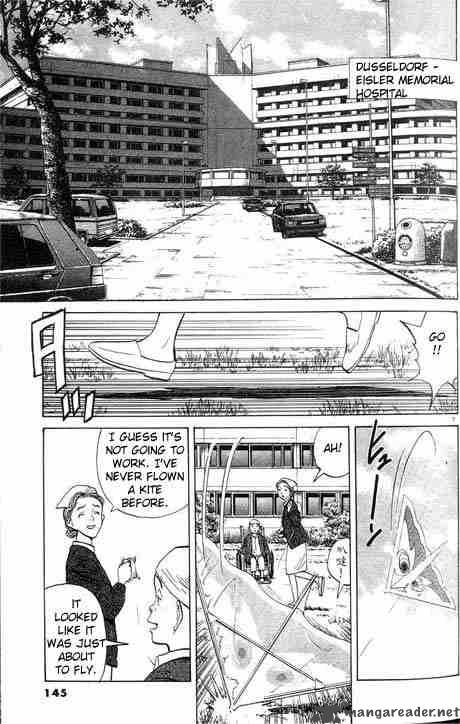 DUSSELDORF -
EISLER MEMORIAL
HOSPITAL
GO
!!
AH!
I GUESS IT'S
NOT GOING TO
WORK. I'VE
NEVER FLOWN
A KITE
BEFORE.
IT
LOOKED
LIKE IT
WAS JUST
ABOUT
TO FLY.
145
mangareader.net